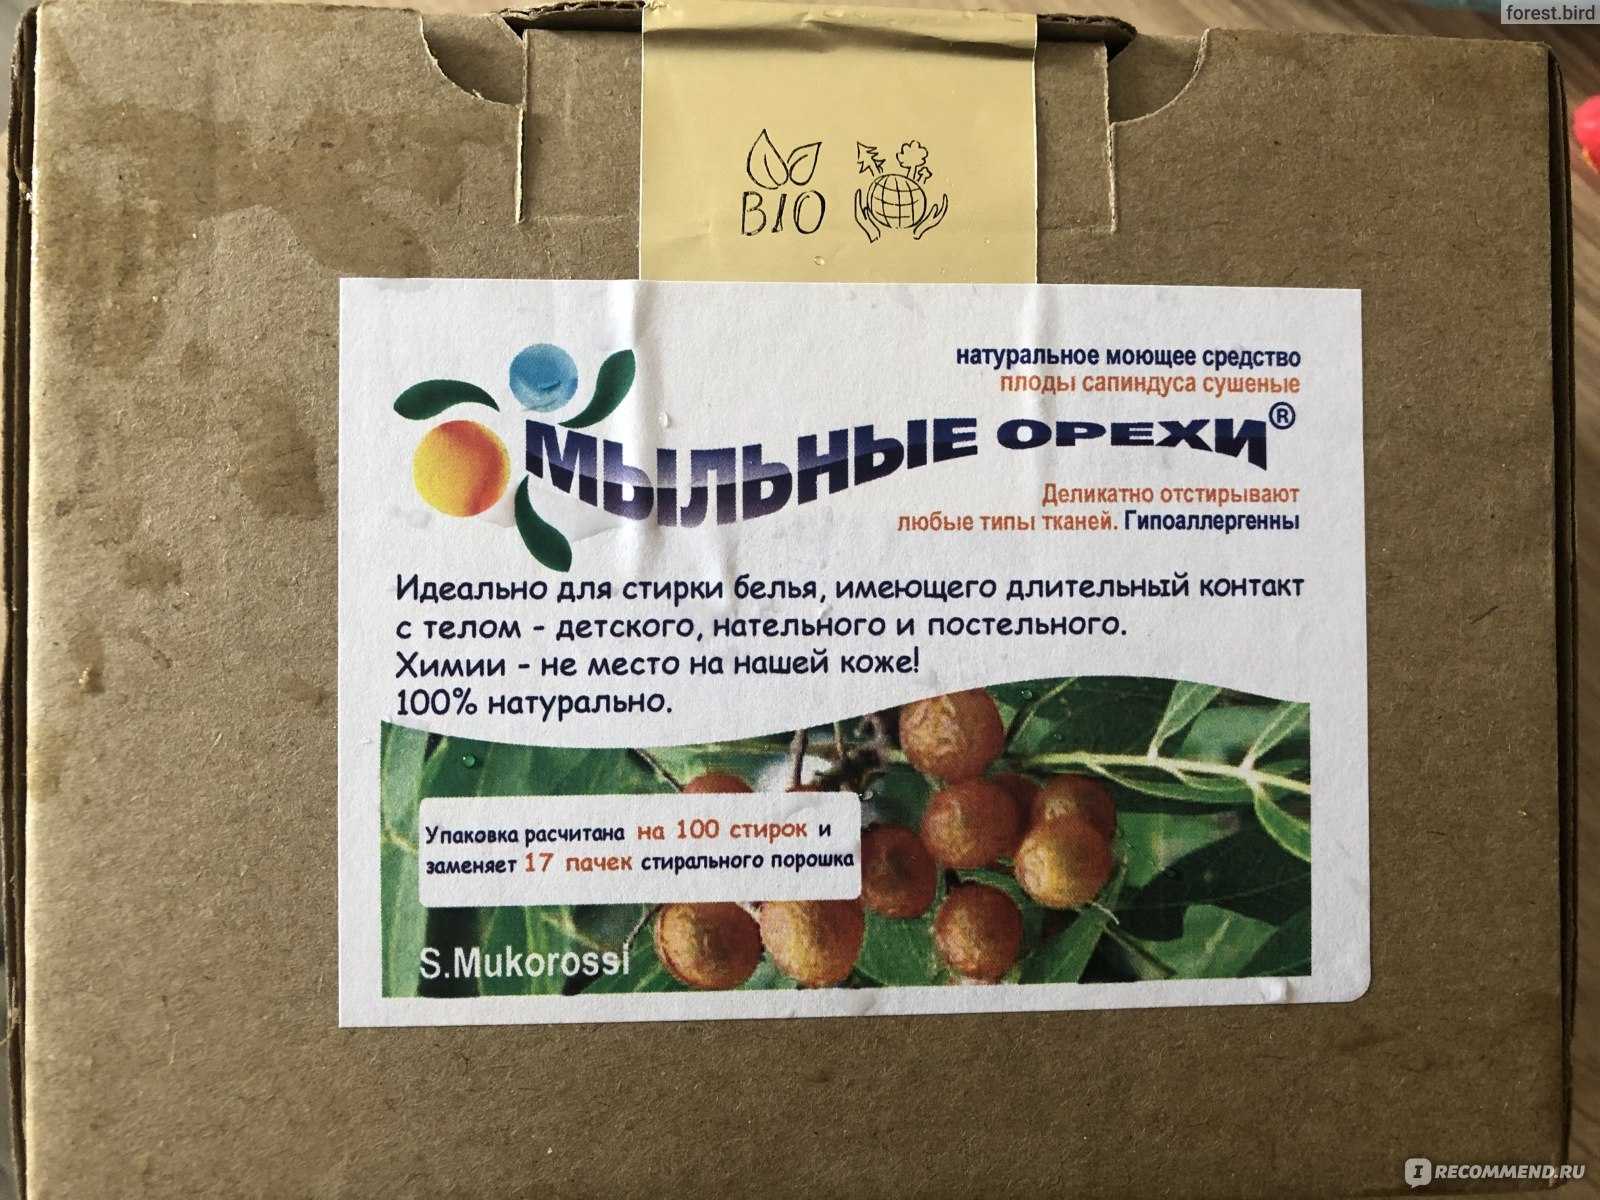 forest.bird
BIO
натуральное моющее средство
плоды сапиндуса сушеные
МЫЛЬНЫЕ ОРЕХИ®
Деликатно отстирывают
любые типы тканей. Гипоаллергенны
Идеально для стирки белья, имеющего длительный контакт
с телом - детского, нательного и постельного.
Химии - не место на нашей коже!
100% натурально.
Упаковка расчитана на 100 стирок и
заменяет 17 пачек стирального порошка
S.Mukorossi
IRECOMMEND.RU